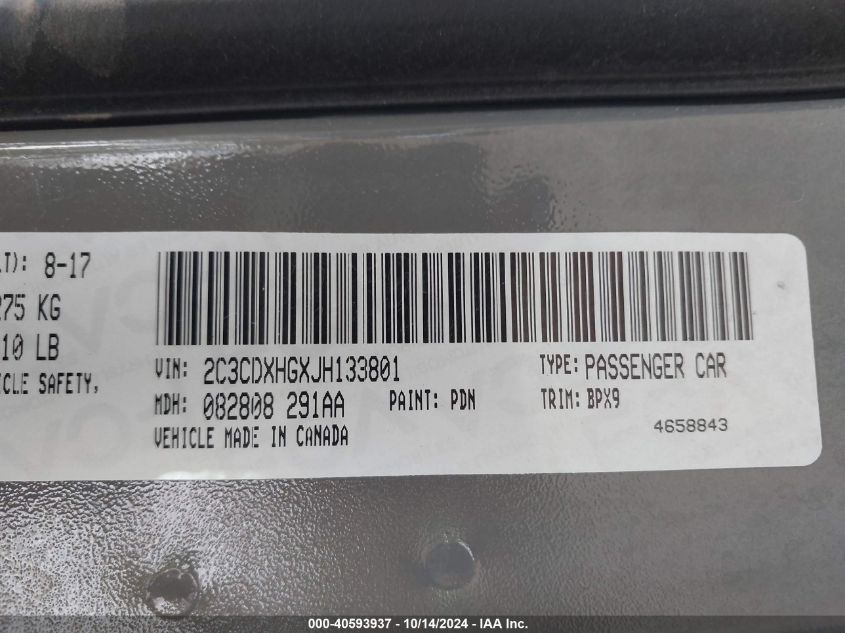 LT): 8-17
275 KG
10 LB
ICLE SAFETY,
VIN: 2C3CDXHGXJH133801
TYPE: PASSENGER CAR
MDH: 082808 291AA PAINT: PDN TRIM: BPX9
VEHICLE MADE IN CANADA
4658843
000-40593937 - 10/14/2024 - IAA Inc.